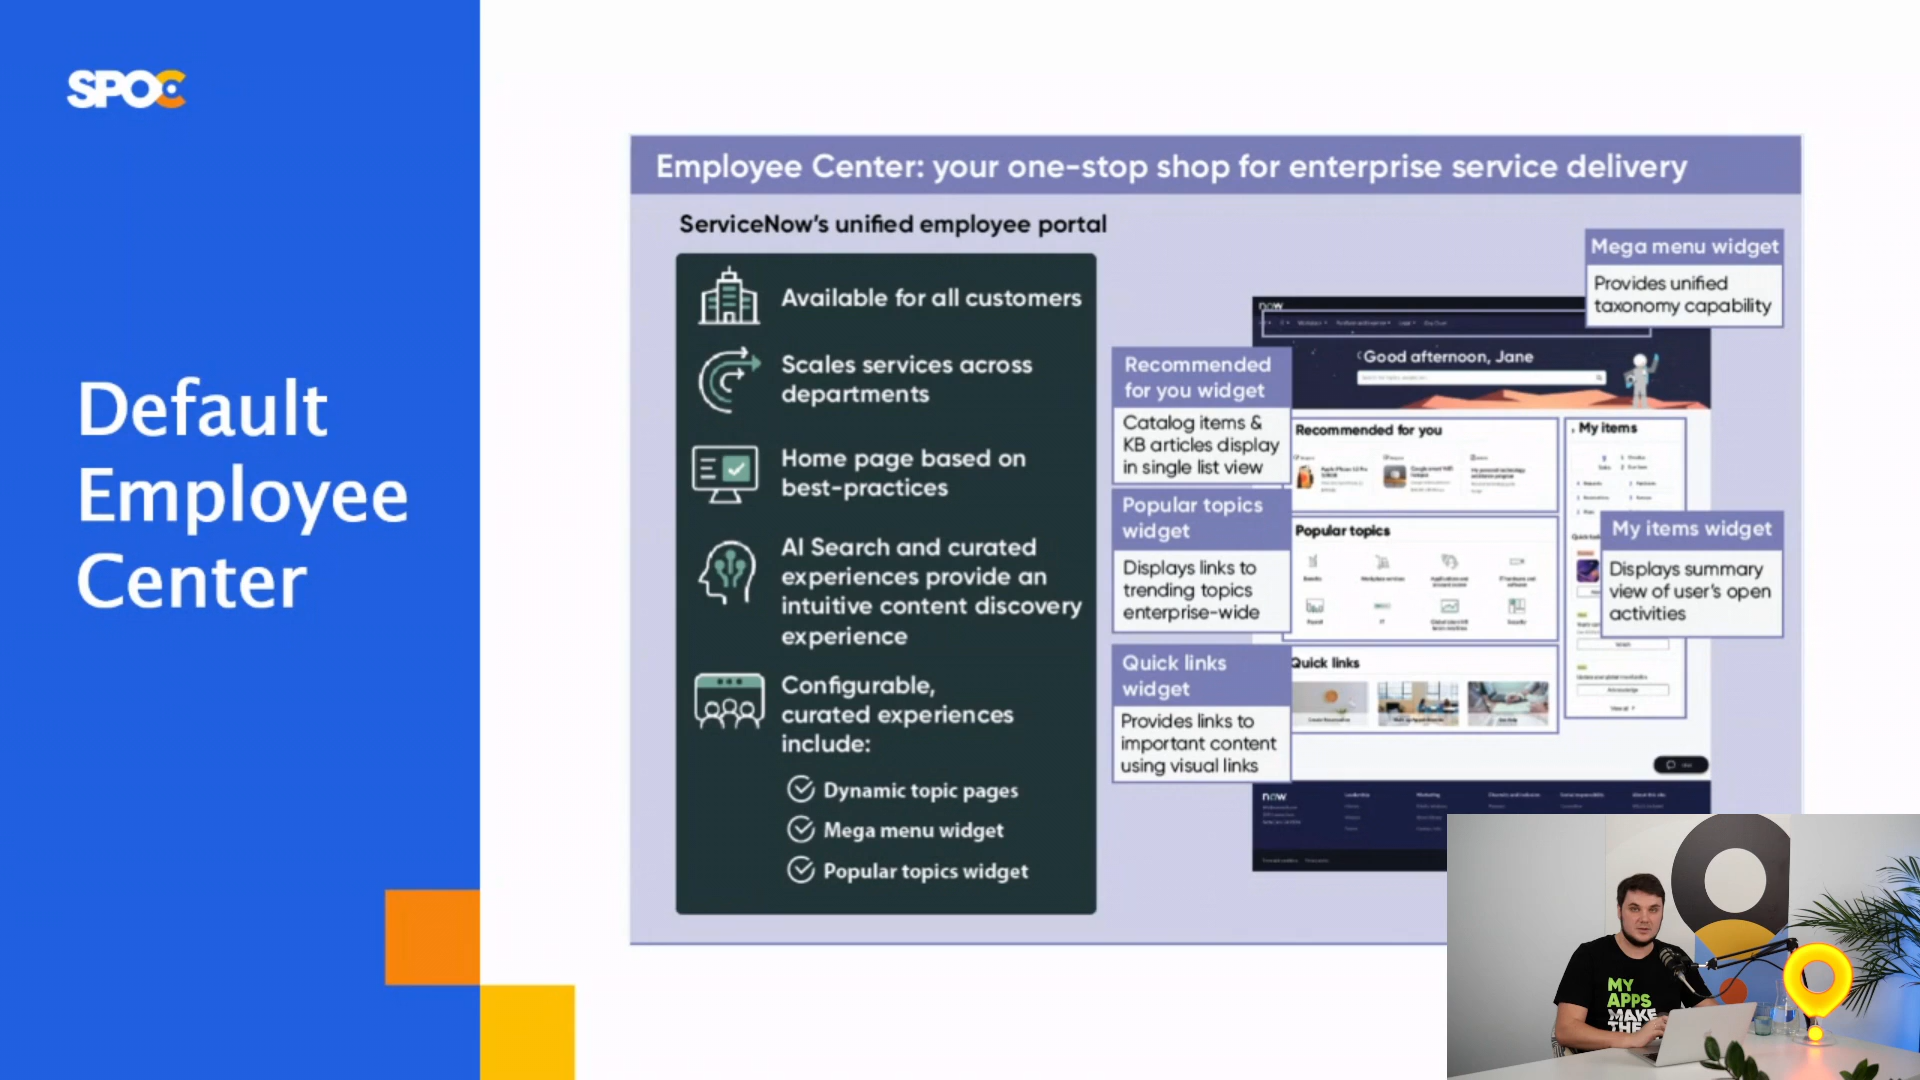 SPOC
Default
Employee
Center
Employee Center: your one-stop shop for enterprise service delivery
ServiceNow's unified employee portal
Available for all customers
Scales services across
departments
Home page based on
best-practices
AI Search and curated
experiences provide an
intuitive content discovery
experience
Configurable,
curated experiences
include:
Dynamic topic pages
Mega menu widget
Popular topics widget
Mega menu widget
Provides unified
taxonomy capability
Recommended
for you widget
Catalog items &
KB articles display
in single list view
Popular topics
widget
Displays links to
trending topics
enterprise-wide
Quick links
widget
Provides links to
important content
using visual links
My items widget
Displays summary
view of user's open
activities
now
Good afternoon, Jane
Recommended for you
My items
Popular topics
Quick links
now
MY
APPS
MAKE
THE